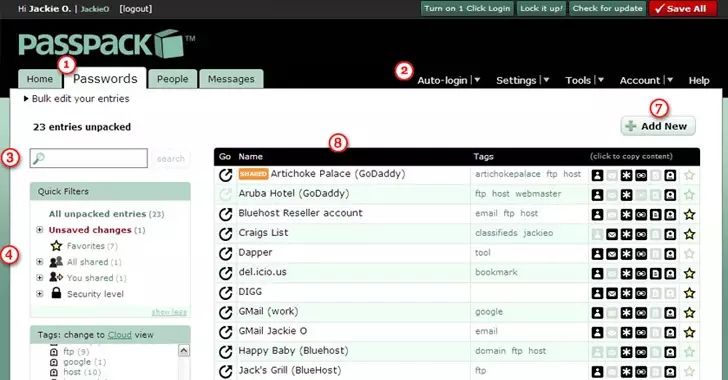 Hi Jackie O. | JackieO [logout] Turn on 1 Click Login Lock it up! Check for update Save All
PASSPACK TM
1 2
Home Passwords People Messages Auto-login Settings Tools Account Help
Bulk edit your entries
7
23 entries unpacked Add New
8
3 search Go Name Tags (click to copy content)
SHARED Artichoke Palace (GoDaddy) artichokepalace ftp host
Quick Filters Aruba Hotel (GoDaddy) ftp host webmaster
All unpacked entries (23) Bluehost Reseller account email ftp host
Unsaved changes (1) Craigs List classifieds jackieo
Favorites (7) Dapper tool
4 All shared (1) del.icio.us bookmark
You shared (1) DIGG
Security level GMail (work) google
show less GMail Jackie O email
Tags: change to Cloud view Happy Baby (BlueHost) domain ftp host
ftp (9) Jack's Grill (BlueHost) ftp
google (1)
host (10)